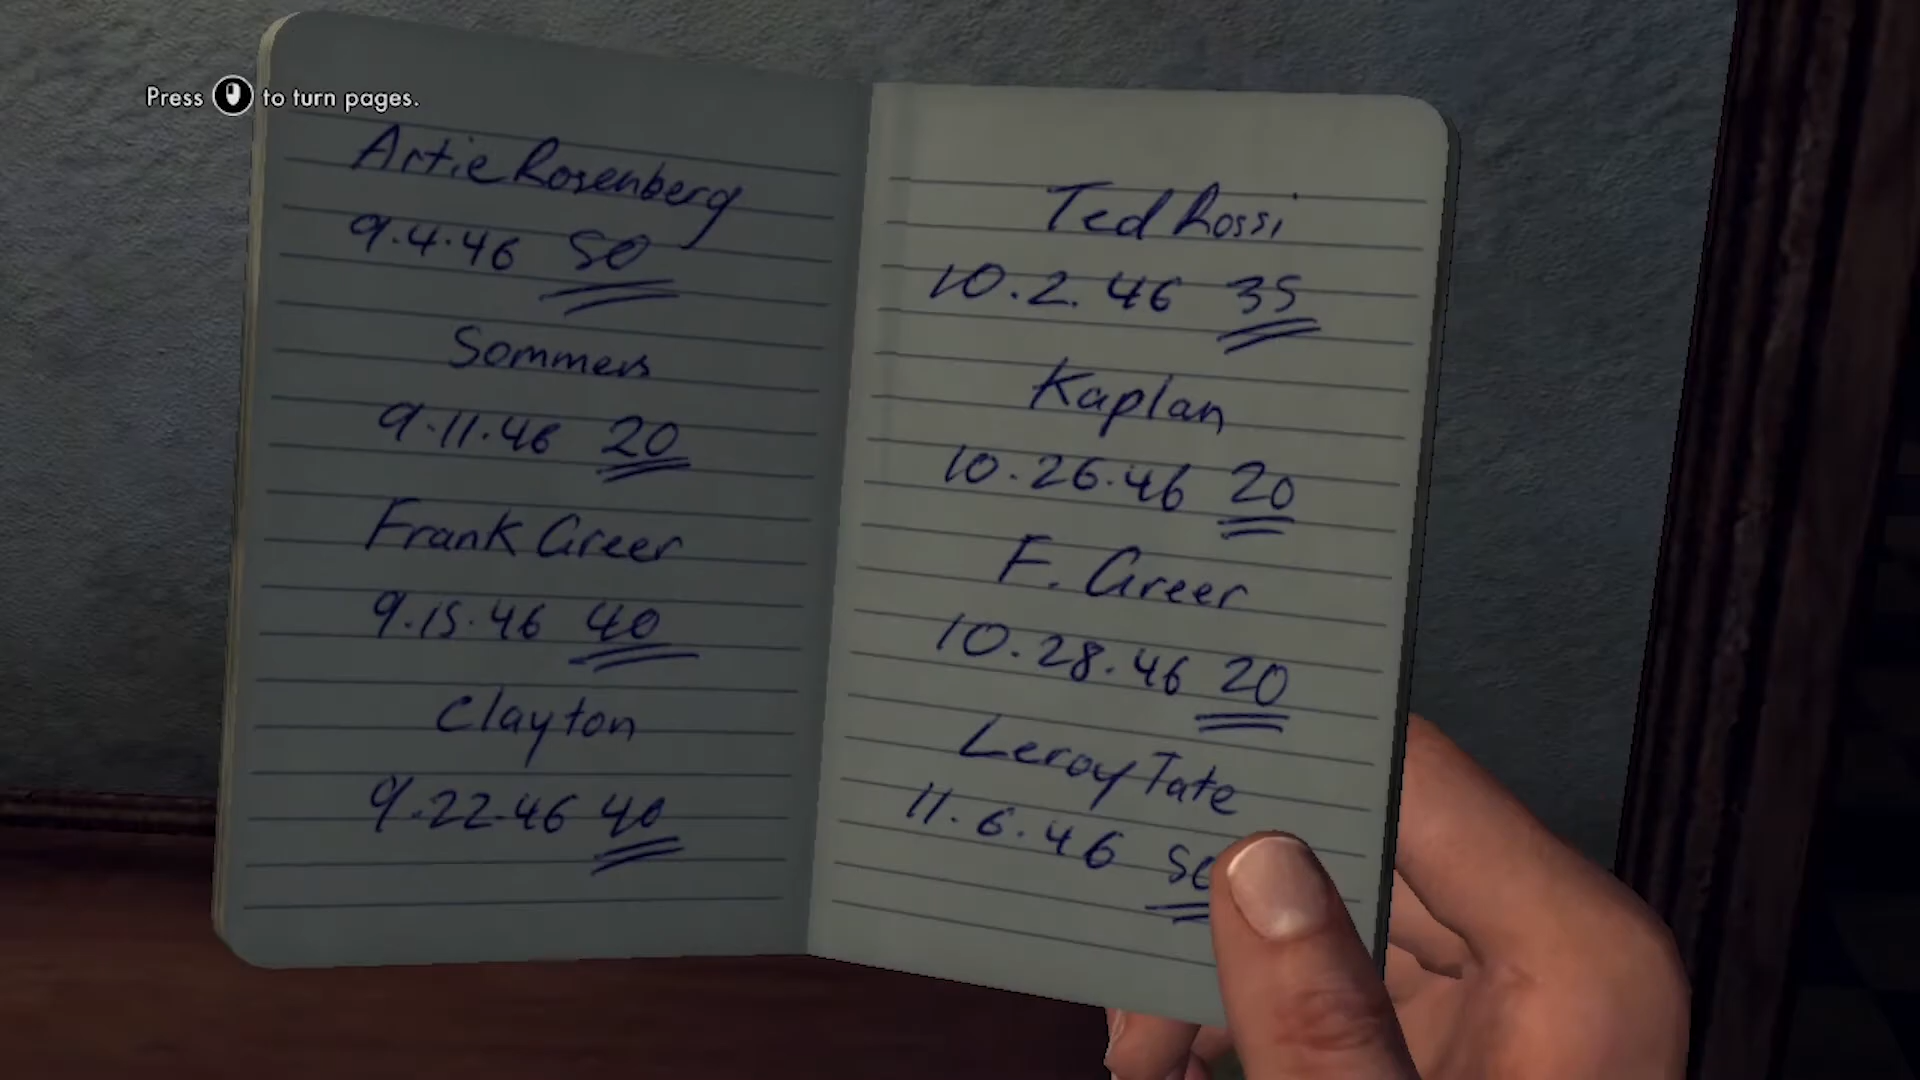 Press to turn pages.
Artie Rosenberg
9.4.46 50
Sommers
9.11.46 20
Frank Greer
9.15.46 40
Clayton
9.22.46 40
Ted Rossi
10.2.46 35
Kaplan
10.26.46 20
F. Greer
10.28.46 20
Leroy Tate
11.6.46